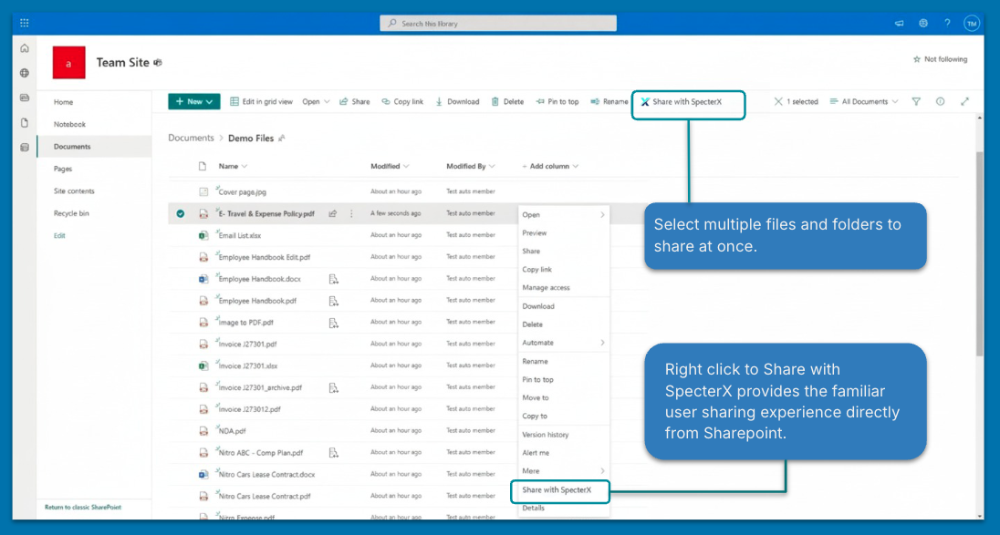 Search this library
?
TM
a
Team Site
Not following
Home
Notebook
Documents
Pages
Site contents
Recycle bin
Edit
Return to classic SharePoint
+ New
Edit in grid view
Open
Share
Copy link
Download
Delete
Pin to top
Rename
Share with SpecterX
1 selected
All Documents
Documents > Demo Files
Name
Modified
Modified By
+ Add column
Cover page.jpg About an hour ago Test auto member
E- Travel & Expense Policy.pdf A few seconds ago Test auto member
Email List.xlsx About an hour ago Test auto member
Employee Handbook Edit.pdf About an hour ago Test auto member
Employee Handbook.docx About an hour ago Test auto member
Employee Handbook.pdf About an hour ago Test auto member
Image to PDF.pdf About an hour ago Test auto member
Invoice J27301.pdf About an hour ago Test auto member
Invoice J27301.xlsx About an hour ago Test auto member
Invoice J27301_archive.pdf About an hour ago Test auto member
Invoice J273012.pdf About an hour ago Test auto member
NDA.pdf About an hour ago Test auto member
Nitro ABC - Comp Plan.pdf About an hour ago Test auto member
Nitro Cars Lease Contract.docx About an hour ago Test auto member
Nitro Cars Lease Contract.pdf About an hour ago Test auto member
Nitro Expense.pdf About an hour ago Test auto member
Open
Preview
Share
Copy link
Manage access
Download
Delete
Automate
Rename
Pin to top
Move to
Copy to
Version history
Alert me
More
Share with SpecterX
Details
Select multiple files and folders to
share at once.
Right click to Share with
SpecterX provides the familiar
user sharing experience directly
from Sharepoint.